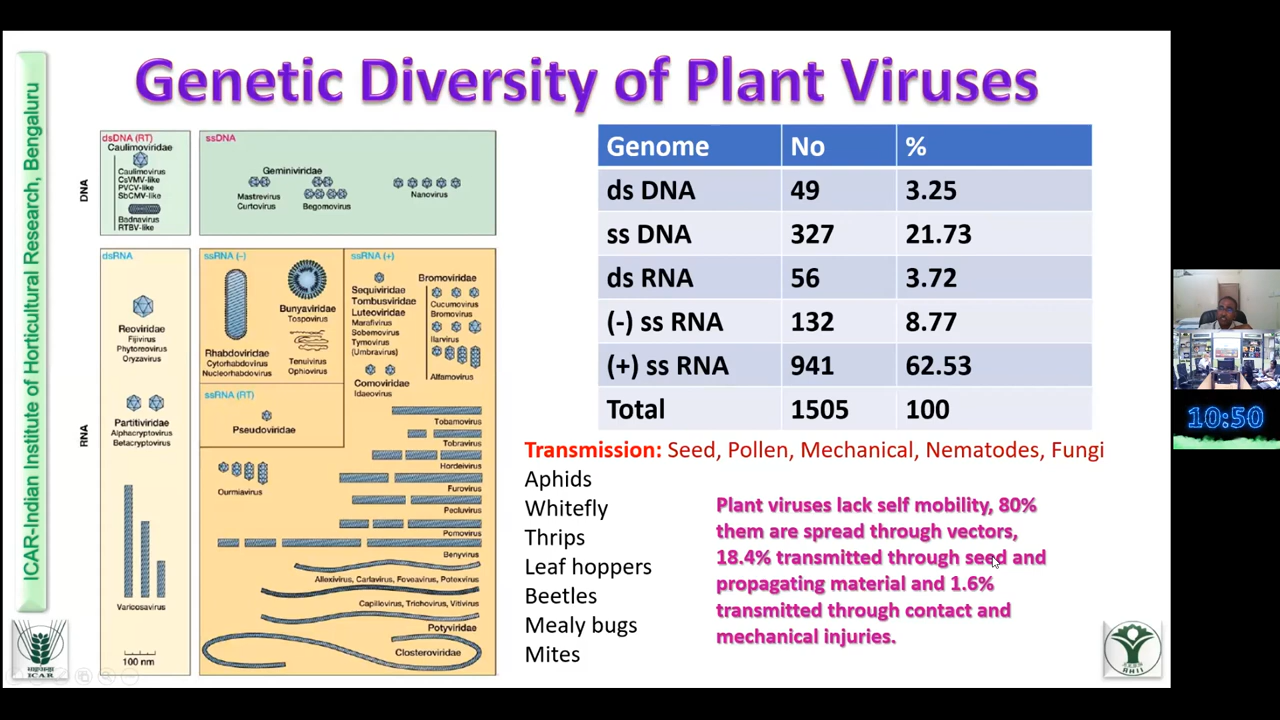 Genetic Diversity of Plant Viruses
ICAR-Indian Institute of Horticultural Research, Bengaluru
DNA
dsDNA (RT)
Caulimoviridae
Caulimovirus
CsVMV-like
PVCV-like
SbCMV-like
Badnavirus
RTBV-like
ssDNA
Geminiviridae
Mastrevirus
Curtovirus
Begomovirus
Nanovirus
RNA
dsRNA
Reoviridae
Fijivirus
Phytoreovirus
Oryzavirus
Partitiviridae
Alphacryptovirus
Betacryptovirus
Varicosavirus
100 nm
ssRNA (-)
Rhabdoviridae
Cytorhabdovirus
Nucleorhabdovirus
Bunyaviridae
Tospovirus
Tenuivirus
Ophiovirus
ssRNA (RT)
Pseudoviridae
Ourmiavirus
ssRNA (+)
Sequiviridae
Tombusviridae
Luteoviridae
Marafivirus
Sobemovirus
Tymovirus
(Umbravirus)
Comoviridae
Idaeovirus
Bromoviridae
Cucumovirus
Bromovirus
Ilarvirus
Alfamovirus
Tobamovirus
Tobravirus
Hordeivirus
Furovirus
Pecluvirus
Pomovirus
Benyvirus
Allexivirus, Carlavirus, Foveavirus, Potexvirus
Capillovirus, Trichovirus, Vitivirus
Potyviridae
Closteroviridae
Genome No %
ds DNA 49 3.25
ss DNA 327 21.73
ds RNA 56 3.72
(-) ss RNA 132 8.77
(+) ss RNA 941 62.53
Total 1505 100
Transmission: Seed, Pollen, Mechanical, Nematodes, Fungi
Aphids
Whitefly
Thrips
Leaf hoppers
Beetles
Mealy bugs
Mites
Plant viruses lack self mobility, 80%
them are spread through vectors,
18.4% transmitted through seed and
propagating material and 1.6%
transmitted through contact and
mechanical injuries.
ICAR
10:50